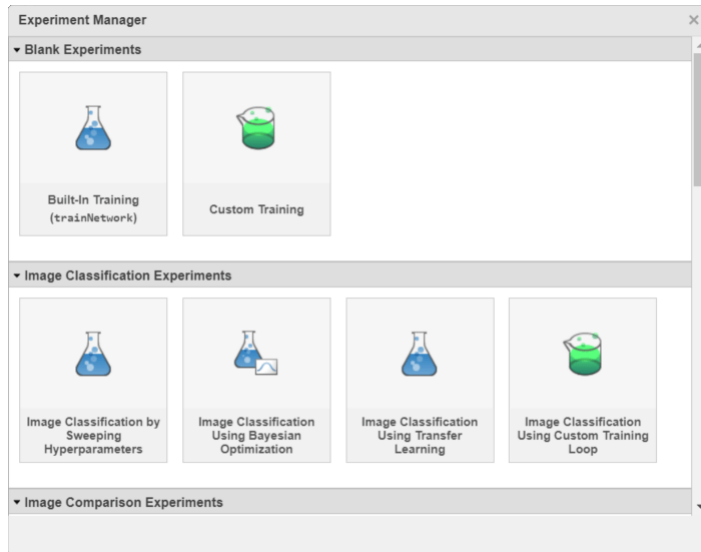 Experiment Manager
Blank Experiments
Built-In Training
(trainNetwork)
Custom Training
Image Classification Experiments
Image Classification by
Sweeping
Hyperparameters
Image Classification
Using Bayesian
Optimization
Image Classification
Using Transfer
Learning
Image Classification
Using Custom Training
Loop
Image Comparison Experiments